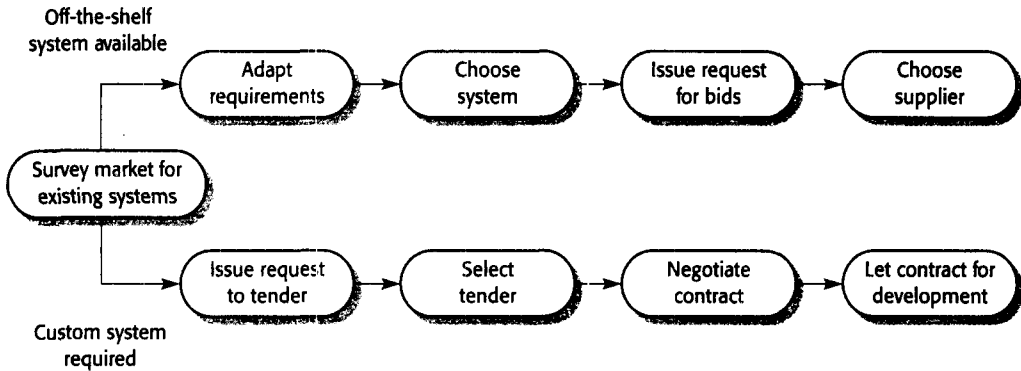 Off-the-shelf
system available
Adapt
requirements
Choose
system
Issue request
for bids
Choose
supplier
Survey market for
existing systems
Issue request
to tender
Select
tender
Negotiate
contract
Let contract for
development
Custom system
required